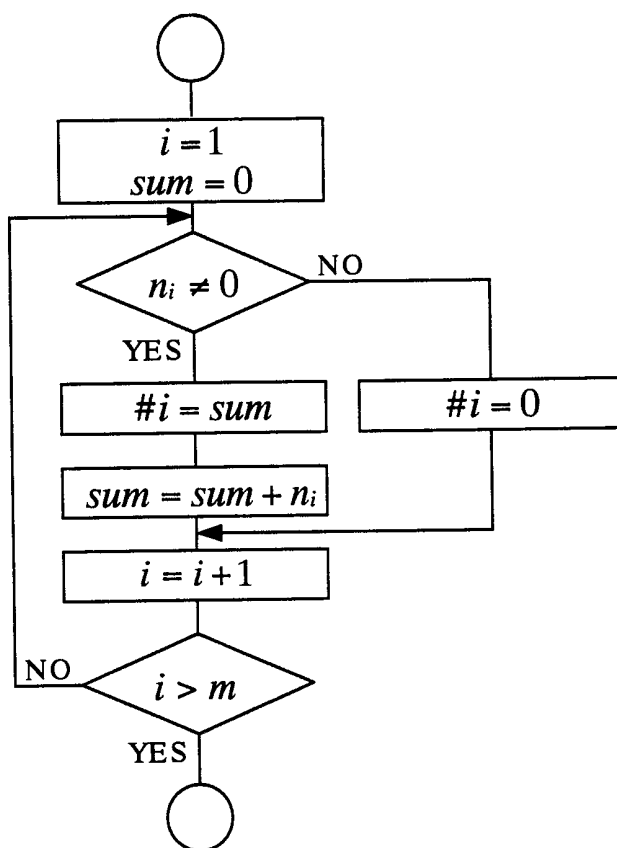 i = 1
sum = 0
n_i ≠ 0
NO
YES
#i = sum
#i = 0
sum = sum + n_i
i = i + 1
NO
i > m
YES